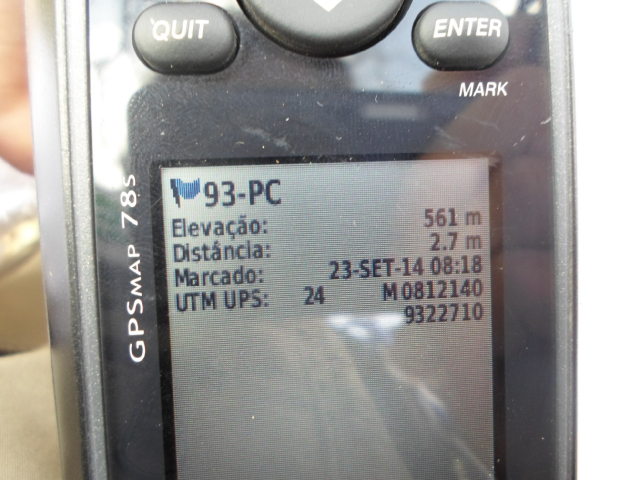 QUIT
ENTER
MARK
GPSMAP 78s
93-PC
Elevação: 561 m
Distância: 2.7 m
Marcado: 23-SET-14 08:18
UTM UPS: 24 M 0812140
9322710